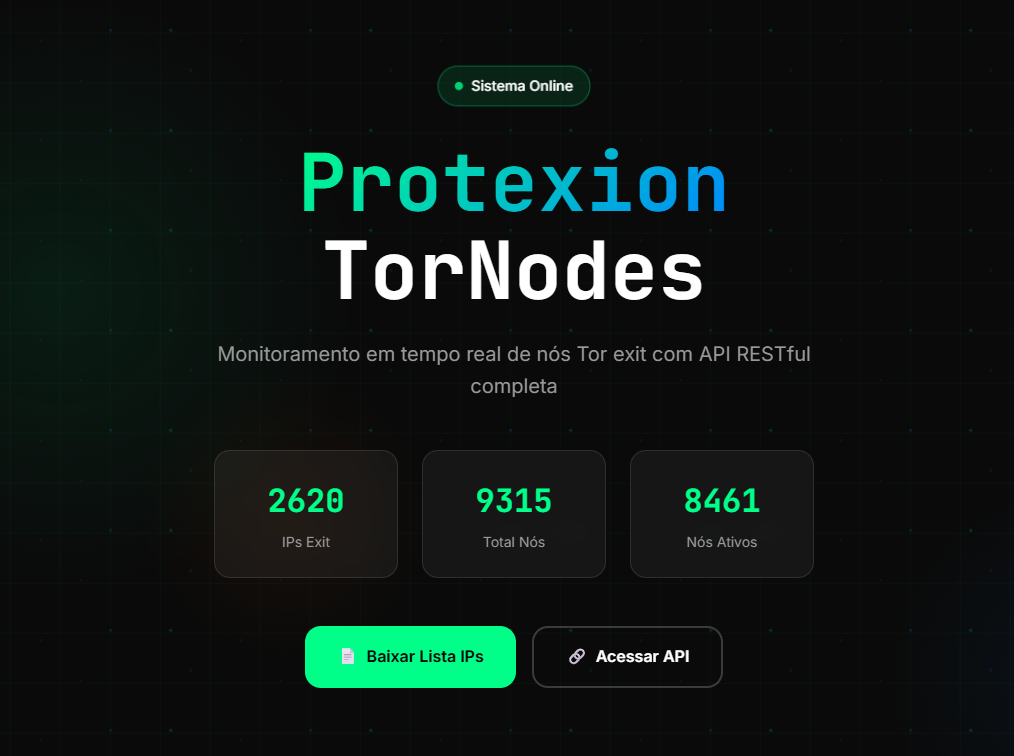 Sistema Online
Protexion
TorNodes
Monitoramento em tempo real de nós Tor exit com API RESTful
completa
2620
IPs Exit
9315
Total Nós
8461
Nós Ativos
Baixar Lista IPs
Acessar API